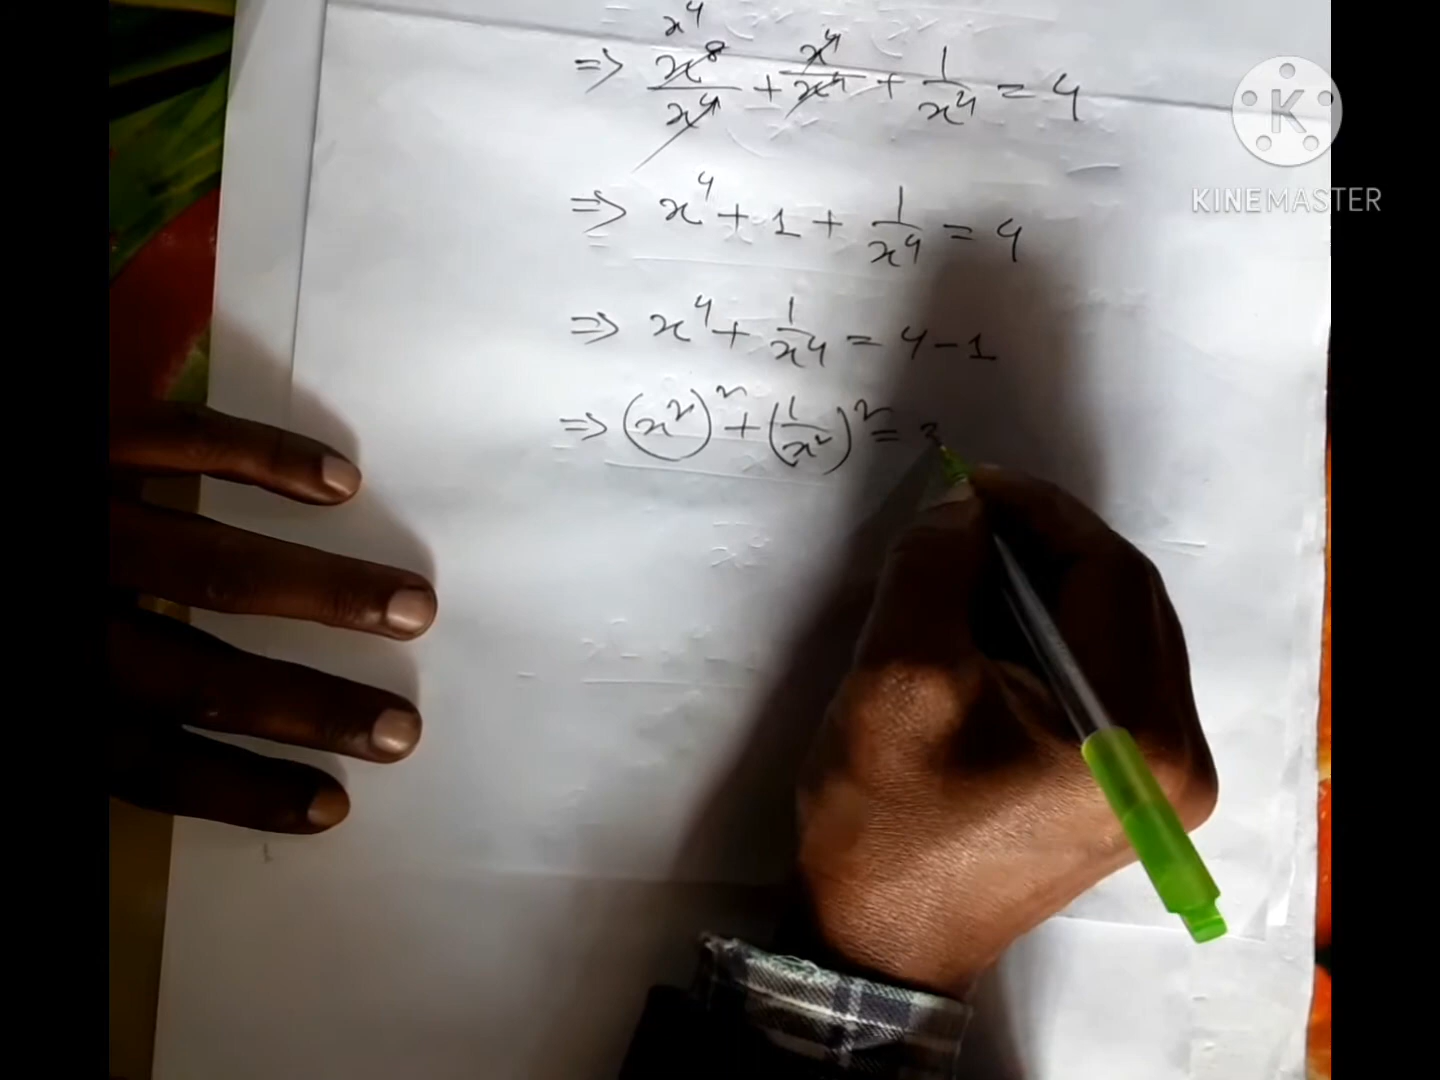 x⁴
=> x⁸/x⁴ + x⁴/x⁴ + 1/x⁴ = 4
=> x⁴ + 1 + 1/x⁴ = 4
=> x⁴ + 1/x⁴ = 4 - 1
=> (x²)² + (1/x²)² = 3
K
KINEMASTER